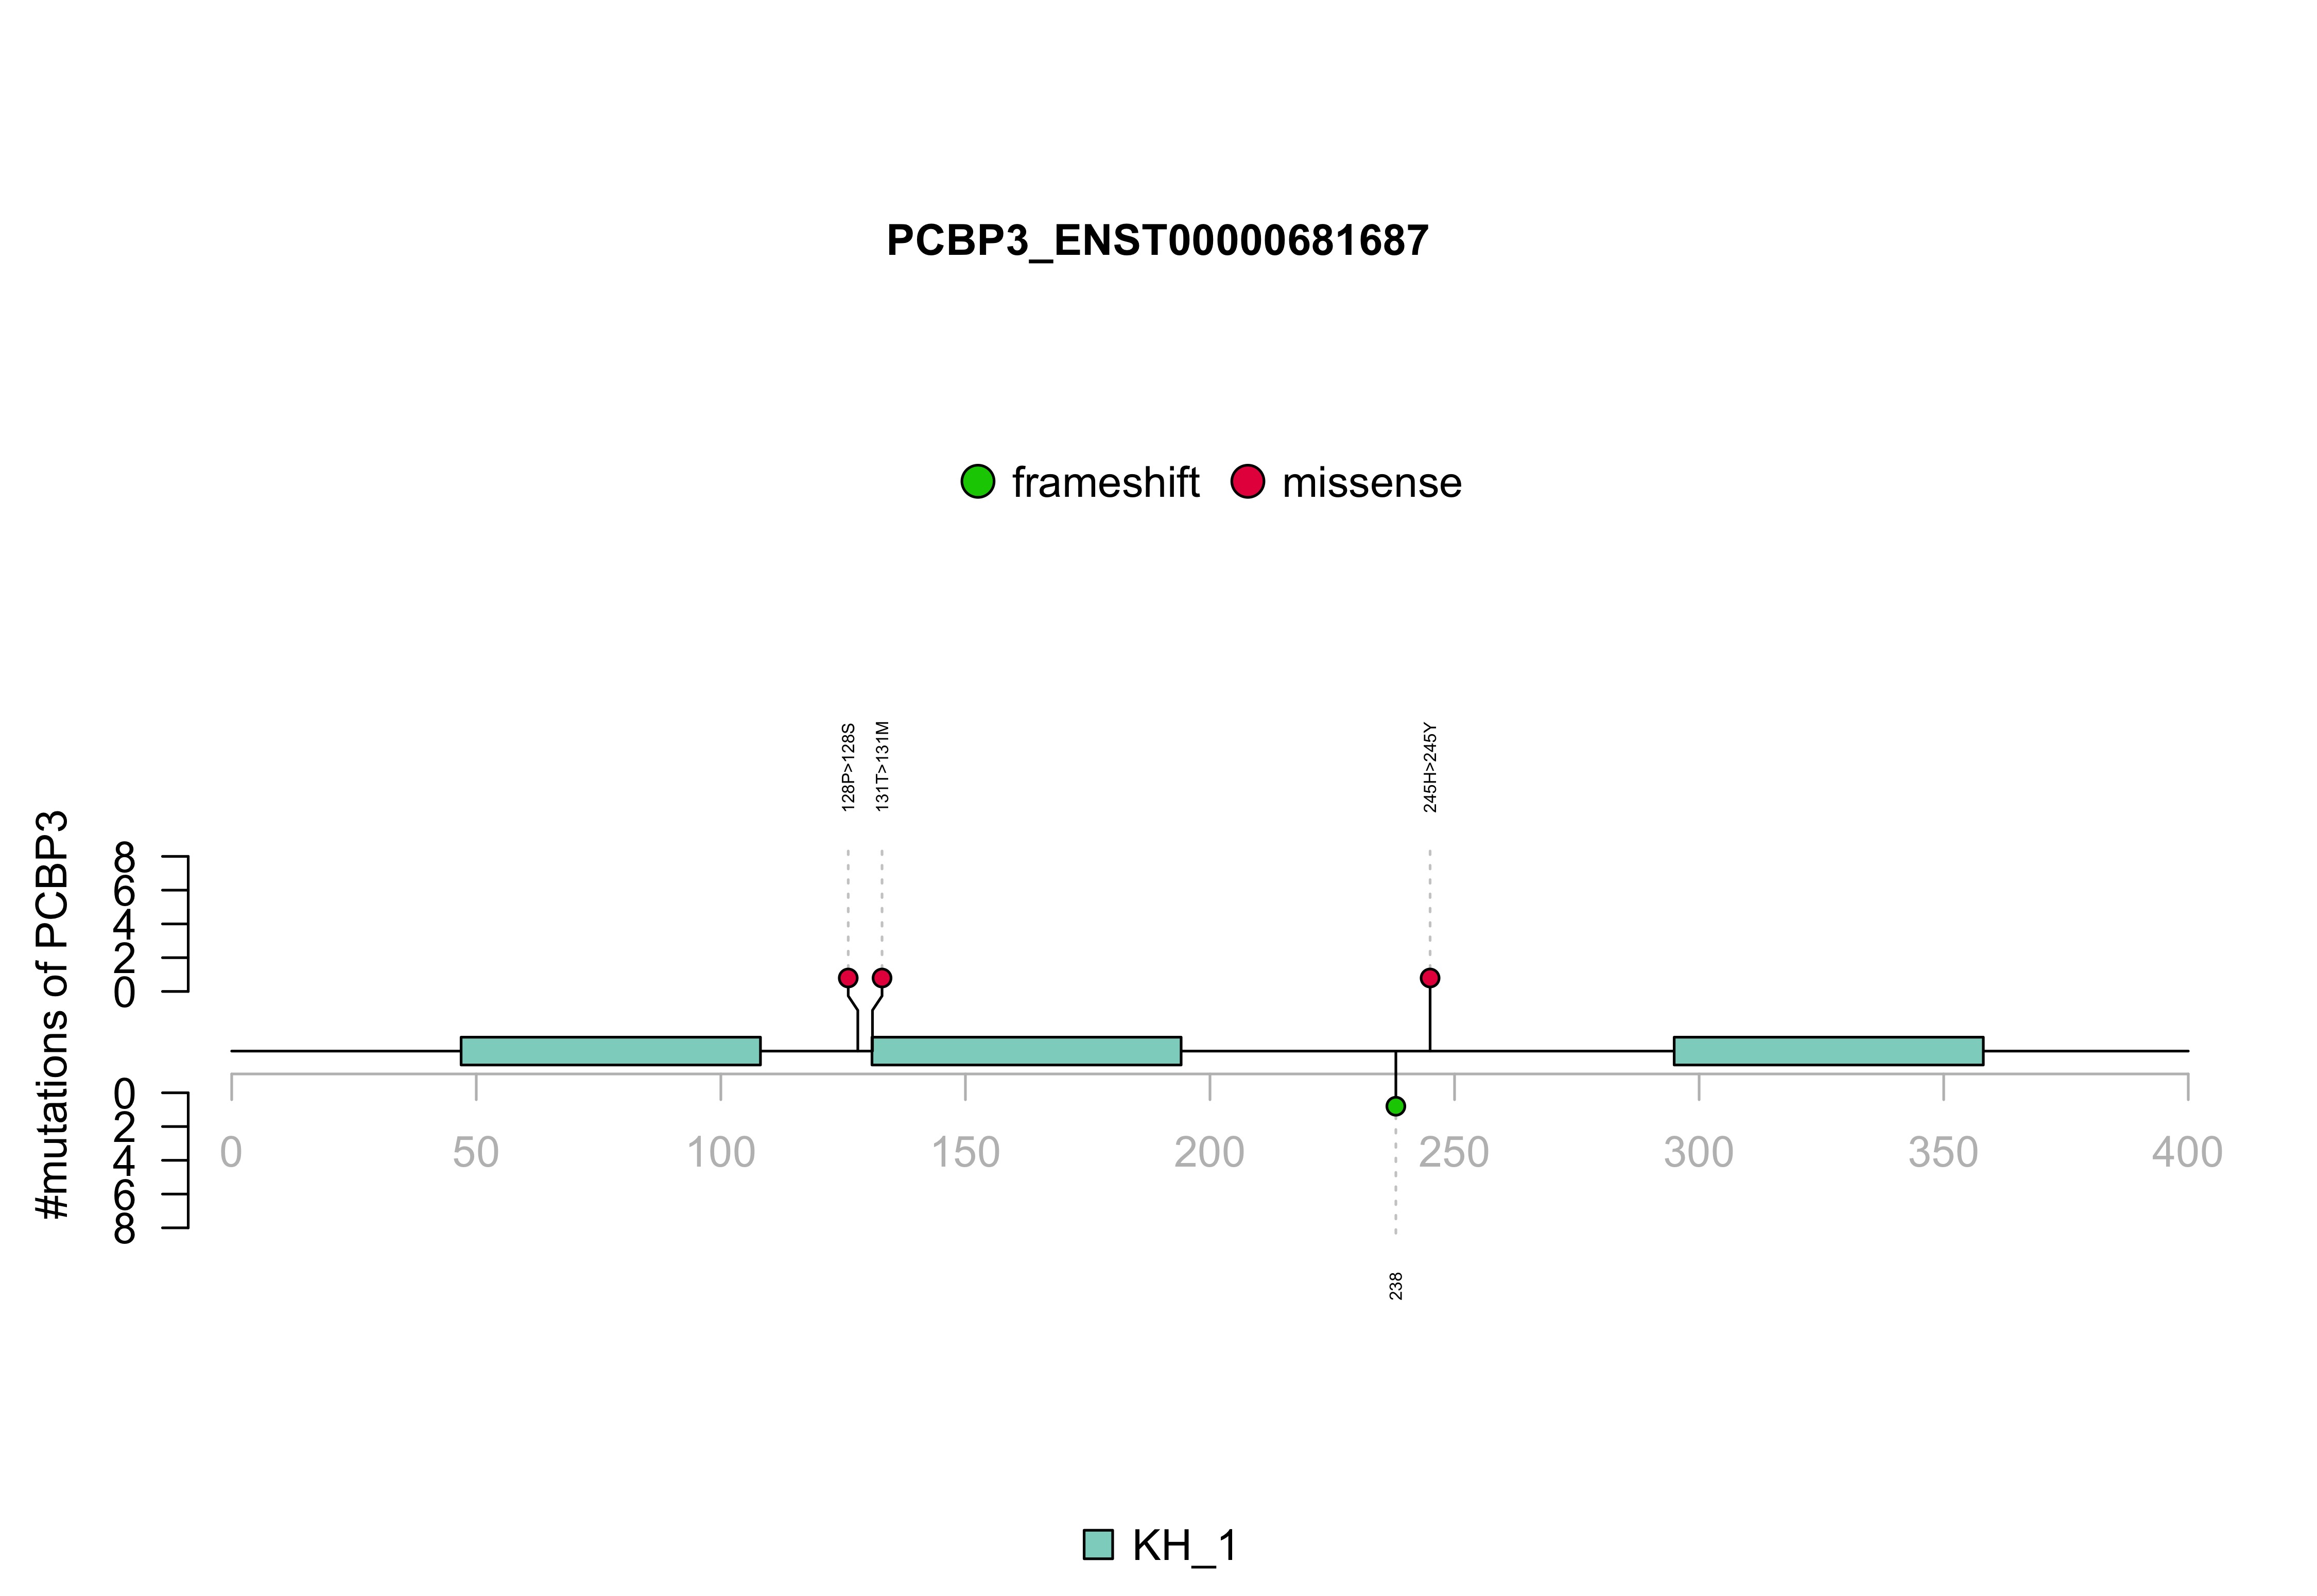 PCBP3_ENST00000681687
frameshift missense
128P>128S
131T>131M
245H>245Y
#mutations of PCBP3
8
6
4
2
0
0
2
4
6
8
0 50 100 150 200 250 300 350 400
238
KH_1